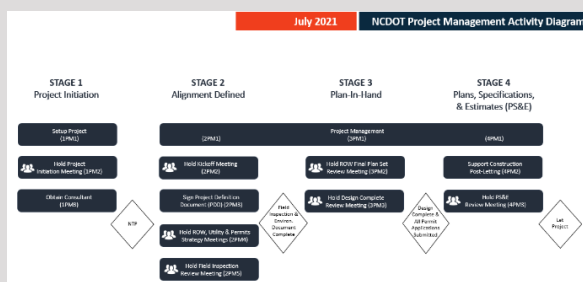 July 2021
NCDOT Project Management Activity Diagram
STAGE 1
Project Initiation
STAGE 2
Alignment Defined
STAGE 3
Plan-In-Hand
STAGE 4
Plans, Specifications,
& Estimates (PS&E)
Setup Project
(1PM1)
Hold Project
Initiation Meeting (1PM2)
Obtain Consultant
(1PM3)
NTP
Project Management
(2PM1)
(3PM1)
(4PM1)
Hold Kickoff Meeting
(2PM2)
Sign Project Definition
Document (PDD) (2PM3)
Hold ROW, Utility & Permits
Strategy Meetings (2PM4)
Hold Field Inspection
Review Meeting (2PM5)
Field
Inspection &
Environ.
Document
Complete
Hold ROW Final Plan Set
Review Meeting (3PM2)
Hold Design Complete
Review Meeting (3PM3)
Design
Complete &
All Permit
Applications
Submitted
Support Construction
Post-Letting (4PM2)
Hold PS&E
Review Meeting (4PM3)
Let
Project